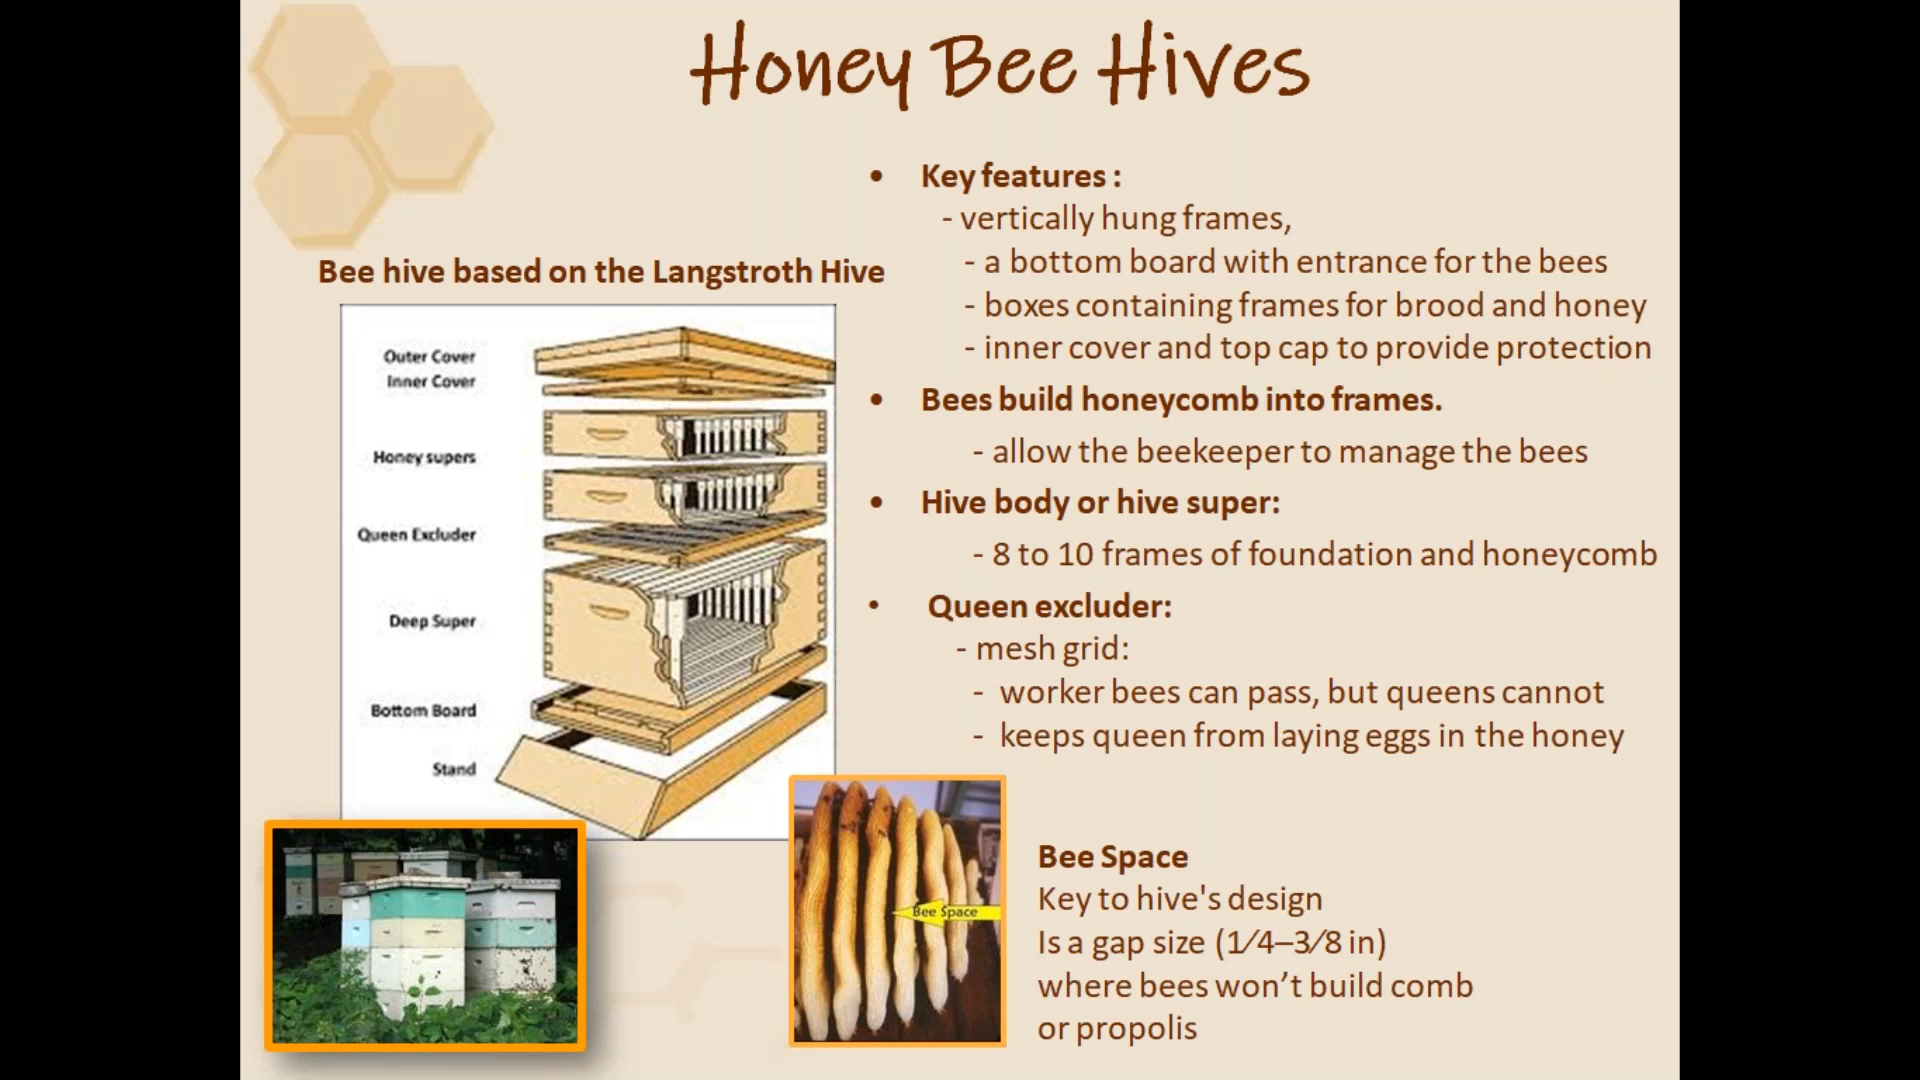 Honey Bee Hives
Bee hive based on the Langstroth Hive
Outer Cover
Inner Cover
Honey supers
Queen Excluder
Deep Super
Bottom Board
Stand
• Key features :
- vertically hung frames,
- a bottom board with entrance for the bees
- boxes containing frames for brood and honey
- inner cover and top cap to provide protection
• Bees build honeycomb into frames.
- allow the beekeeper to manage the bees
• Hive body or hive super:
- 8 to 10 frames of foundation and honeycomb
• Queen excluder:
- mesh grid:
- worker bees can pass, but queens cannot
- keeps queen from laying eggs in the honey
Bee Space
Bee Space
Key to hive's design
Is a gap size (1⁄4–3⁄8 in)
where bees won’t build comb
or propolis